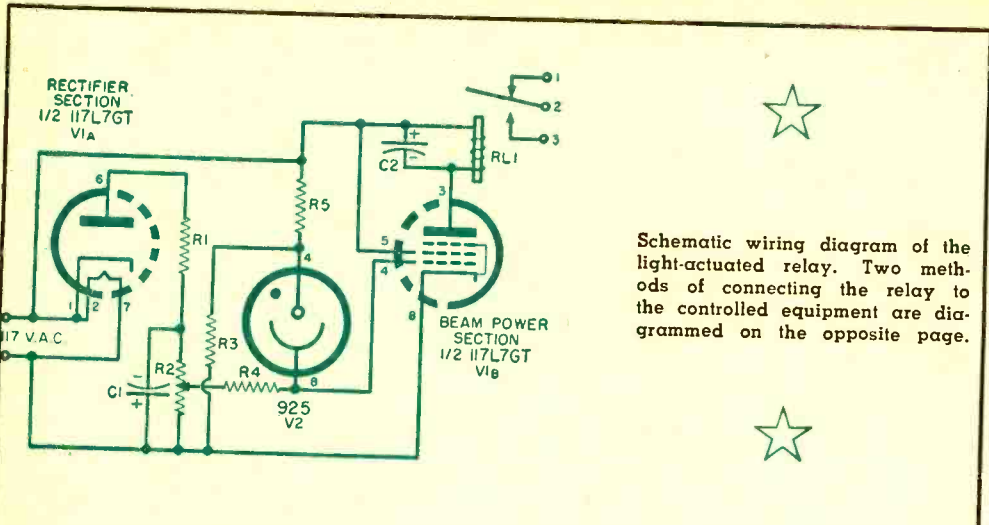 RECTIFIER
SECTION
1/2 117L7GT
V1A
6
R1
1
2
7
117 V.A.C.
C1
-
+
R2
R3
R4
R5
4
8
925
V2
C2
+
-
RL1
1
2
3
3
5
4
8
BEAM POWER
SECTION
1/2 117L7GT
V1B
Schematic wiring diagram of the
light-actuated relay. Two meth-
ods of connecting the relay to
the controlled equipment are dia-
grammed on the opposite page.